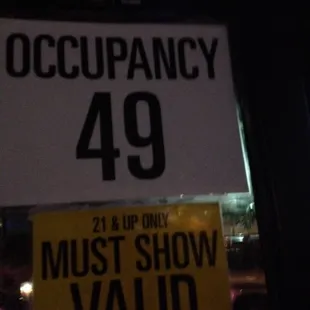 OCCUPANCY
49
21 & UP ONLY
MUST SHOW
VALID